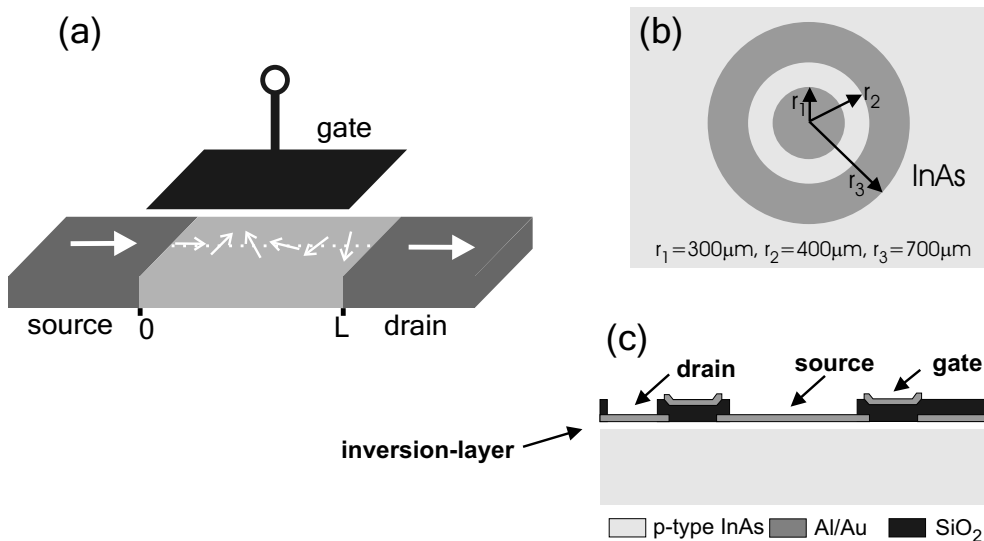 (a)
gate
source
0
L
drain
(b)
r1
r2
r3
InAs
r1=300μm, r2=400μm, r3=700μm
(c)
drain
source
gate
inversion-layer
p-type InAs
Al/Au
SiO2